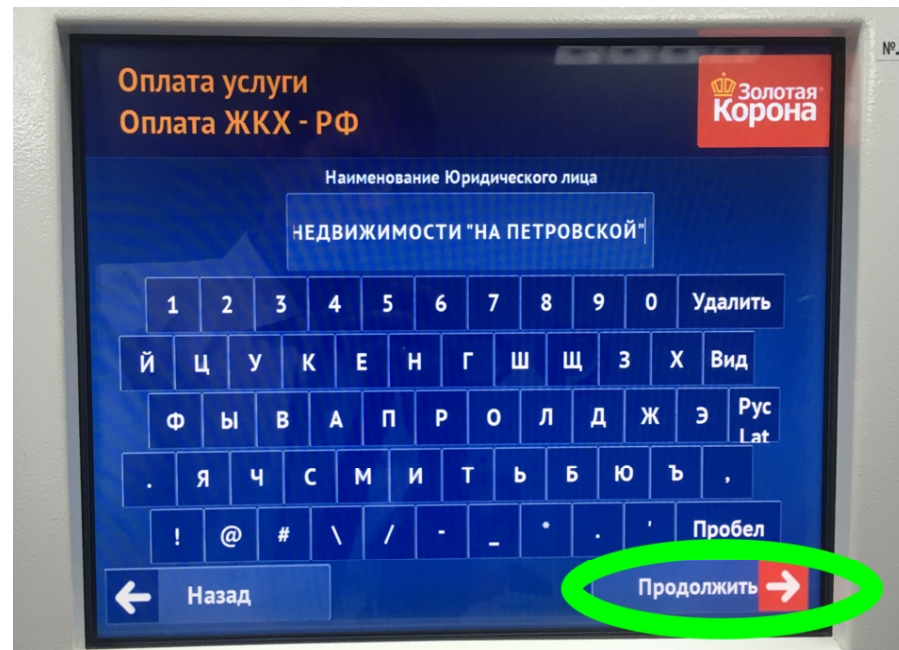 №
Оплата услуги
Оплата ЖКХ - РФ
Золотая
Корона
Наименование Юридического лица
НЕДВИЖИМОСТИ "НА ПЕТРОВСКОЙ"
1 2 3 4 5 6 7 8 9 0 Удалить
Й Ц У К Е Н Г Ш Щ З Х Вид
Ф Ы В А П Р О Л Д Ж Э Рус
Lat
. Я Ч С М И Т Ь Б Ю Ъ ,
! @ # \ / - _ * . ' Пробел
Назад
Продолжить